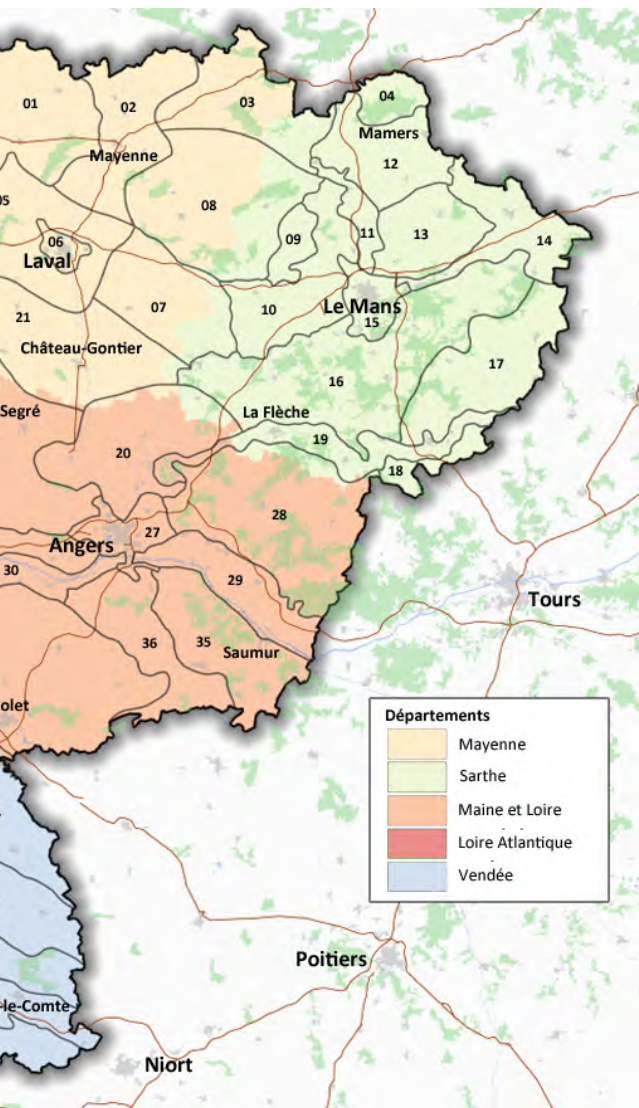 01
02
03
04
Mamers
Mayenne
12
05
08
09
11
13
14
06
Laval
07
10
Le Mans
15
21
Château-Gontier
16
17
Segré
La Flèche
19
20
18
28
27
Angers
30
29
Tours
36
35
Saumur
olet
Départements
Mayenne
Sarthe
Maine et Loire
Loire Atlantique
Vendée
Poitiers
-le-Comte
Niort